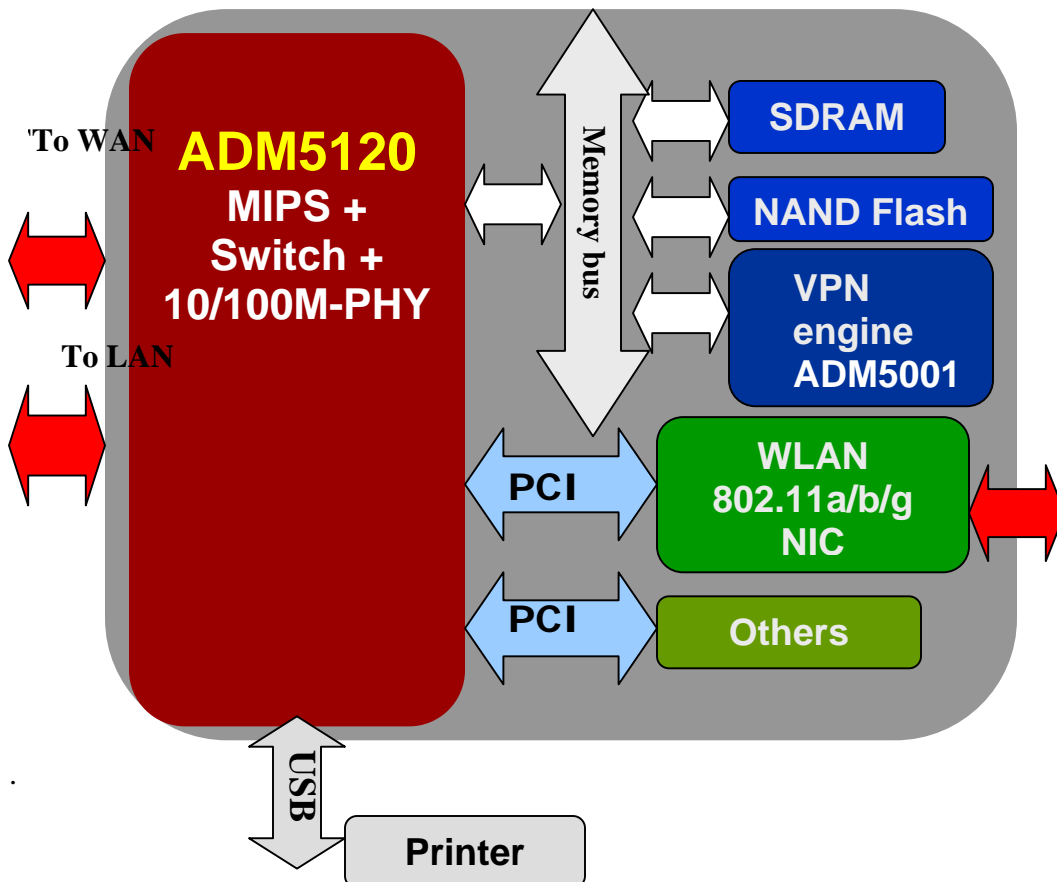 'To WAN
ADM5120
MIPS +
Switch +
10/100M-PHY
To LAN
Memory bus
SDRAM
NAND Flash
VPN
engine
ADM5001
PCI
WLAN
802.11a/b/g
NIC
PCI
Others
USB
.
Printer